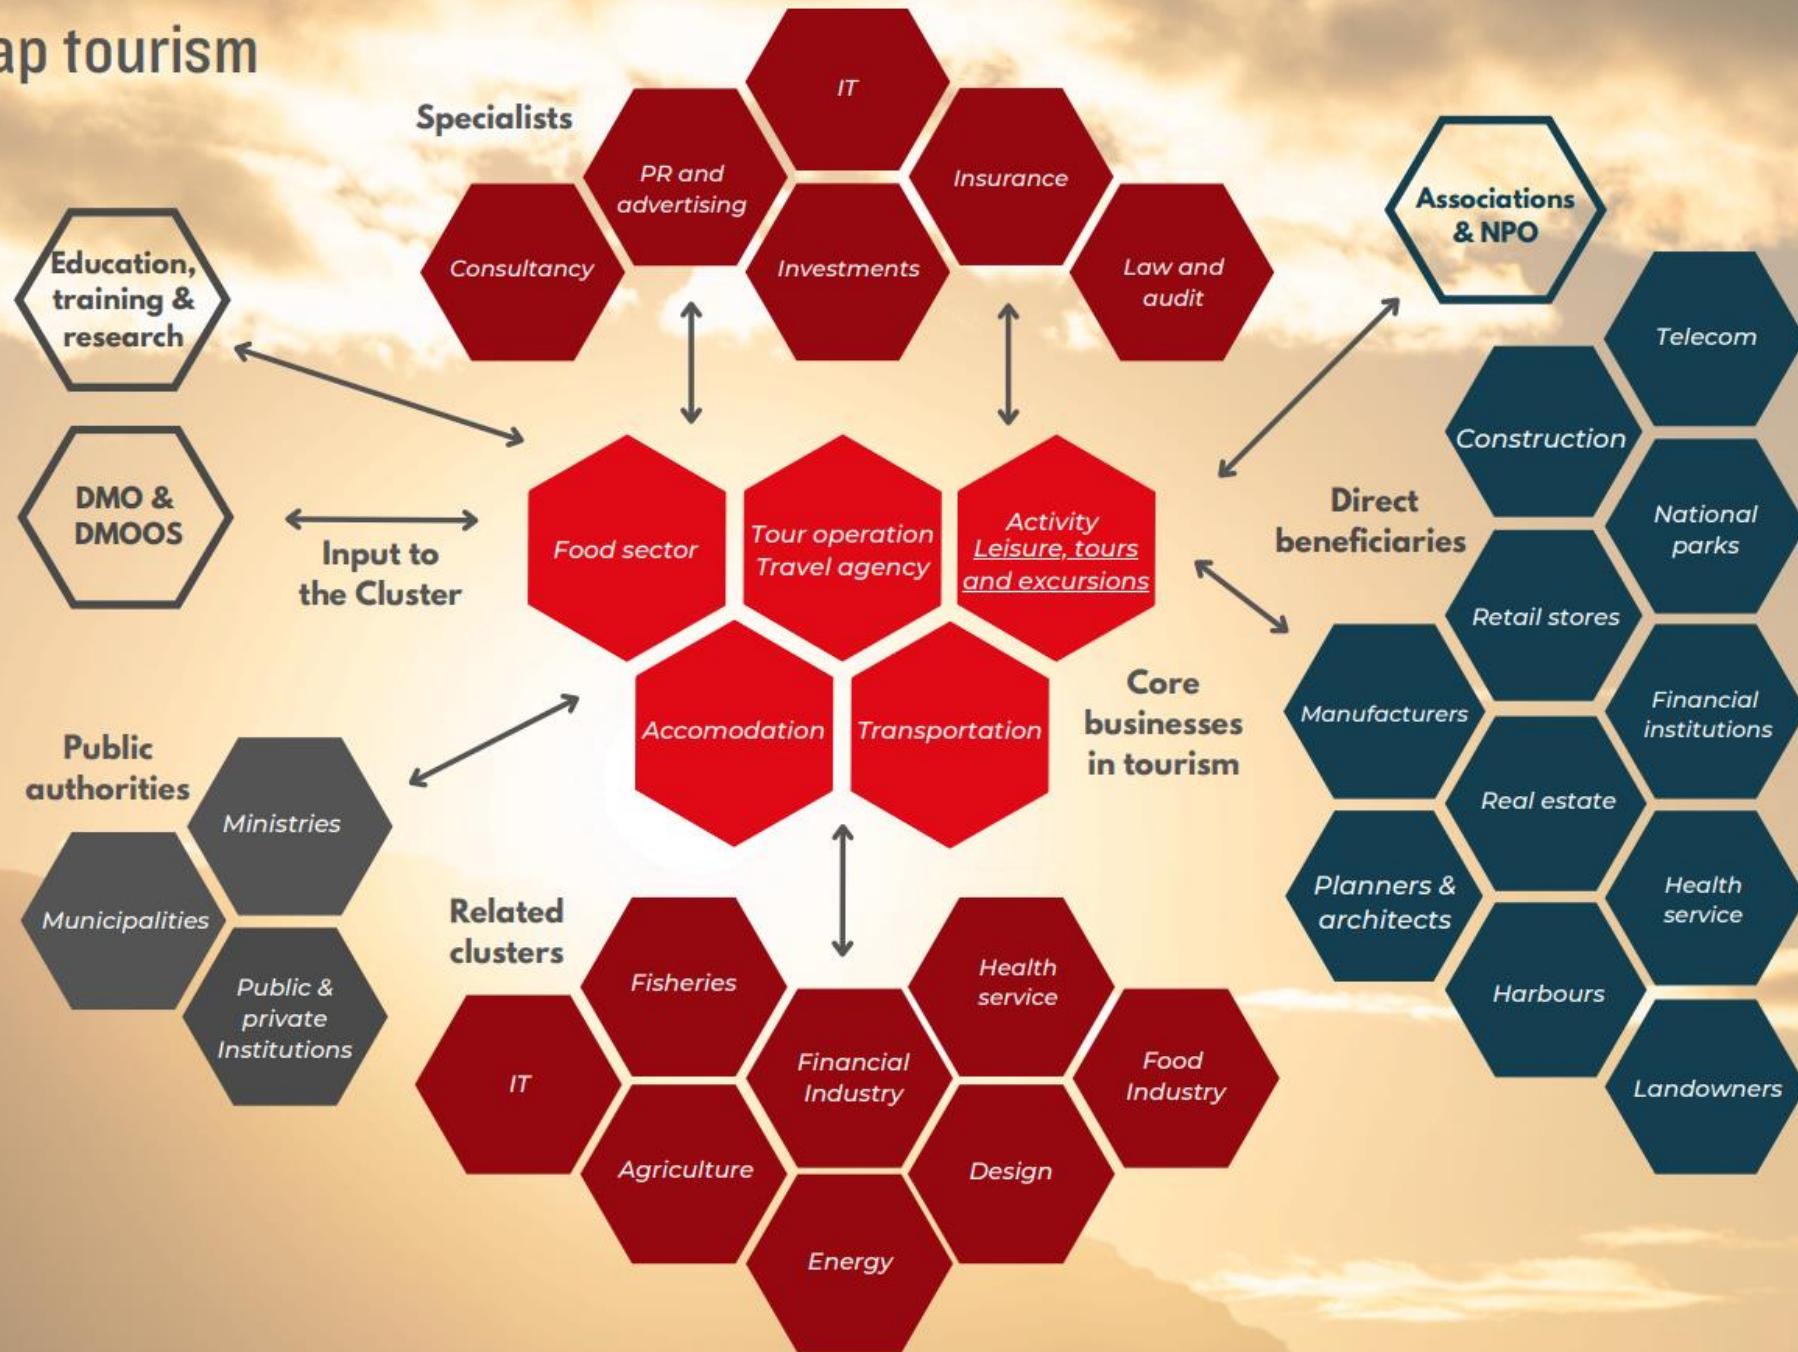 ap tourism
Specialists
IT
PR and
advertising
Insurance
Consultancy
Investments
Law and
audit
Associations
& NPO
Education,
training &
research
DMO &
DMOOS
Input to
the Cluster
Food sector
Tour operation
Travel agency
Activity
Leisure, tours
and excursions
Accomodation
Transportation
Core
businesses
in tourism
Direct
beneficiaries
Telecom
Construction
National
parks
Retail stores
Manufacturers
Financial
institutions
Real estate
Planners &
architects
Health
service
Harbours
Landowners
Public
authorities
Ministries
Municipalities
Public &
private
Institutions
Related
clusters
Fisheries
Health
service
IT
Financial
Industry
Food
Industry
Agriculture
Design
Energy